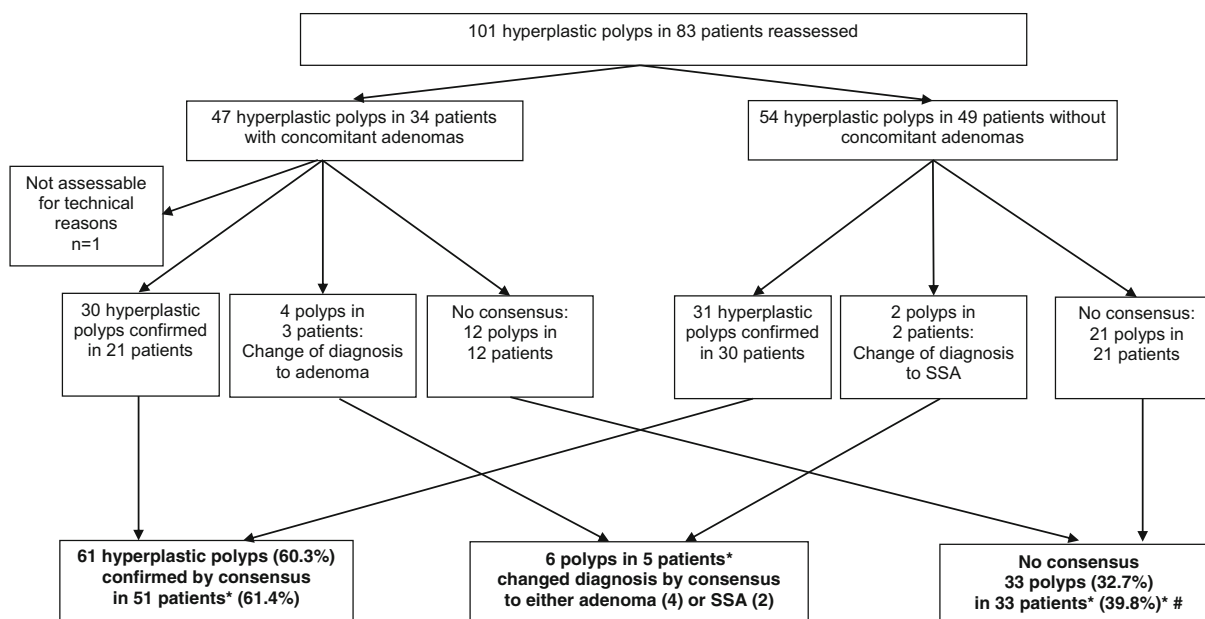 101 hyperplastic polyps in 83 patients reassessed
47 hyperplastic polyps in 34 patients
with concomitant adenomas
54 hyperplastic polyps in 49 patients without
concomitant adenomas
Not assessable
for technical
reasons
n=1
30 hyperplastic
polyps confirmed
in 21 patients
4 polyps in
3 patients:
Change of diagnosis
to adenoma
No consensus:
12 polyps in
12 patients
31 hyperplastic
polyps confirmed
in 30 patients
2 polyps in
2 patients:
Change of diagnosis
to SSA
No consensus:
21 polyps in
21 patients
61 hyperplastic polyps (60.3%)
confirmed by consensus
in 51 patients* (61.4%)
6 polyps in 5 patients*
changed diagnosis by consensus
to either adenoma (4) or SSA (2)
No consensus
33 polyps (32.7%)
in 33 patients* (39.8%)* #